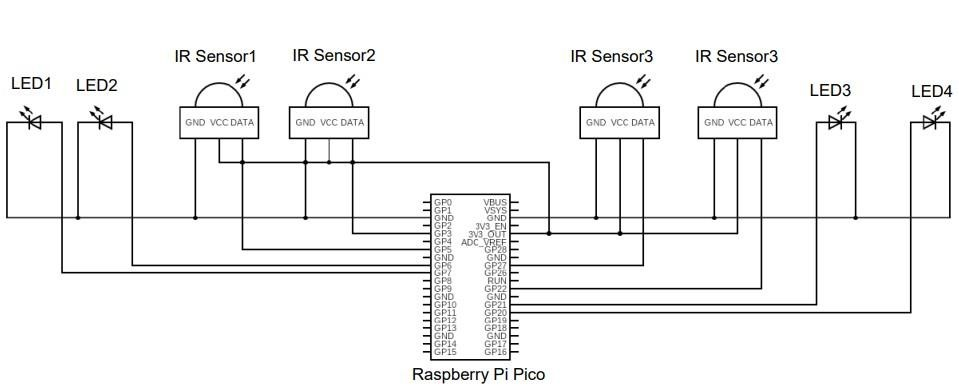 IR Sensor1
IR Sensor2
IR Sensor3
IR Sensor3
LED1
LED2
LED3
LED4
GND VCC DATA
GND VCC DATA
GND VCC DATA
GND VCC DATA
GP0 VBUS
GP1 VSYS
GND GND
GP2 3V3_EN
GP3 3V3_OUT
GP4 ADC_VREF
GP5 GP28
GND GND
GP6 GP27
GP7 GP26
GP8 RUN
GP9 GP22
GND GND
GP10 GP21
GP11 GP20
GP12 GP19
GP13 GP18
GND GND
GP14 GP17
GP15 GP16
Raspberry Pi Pico